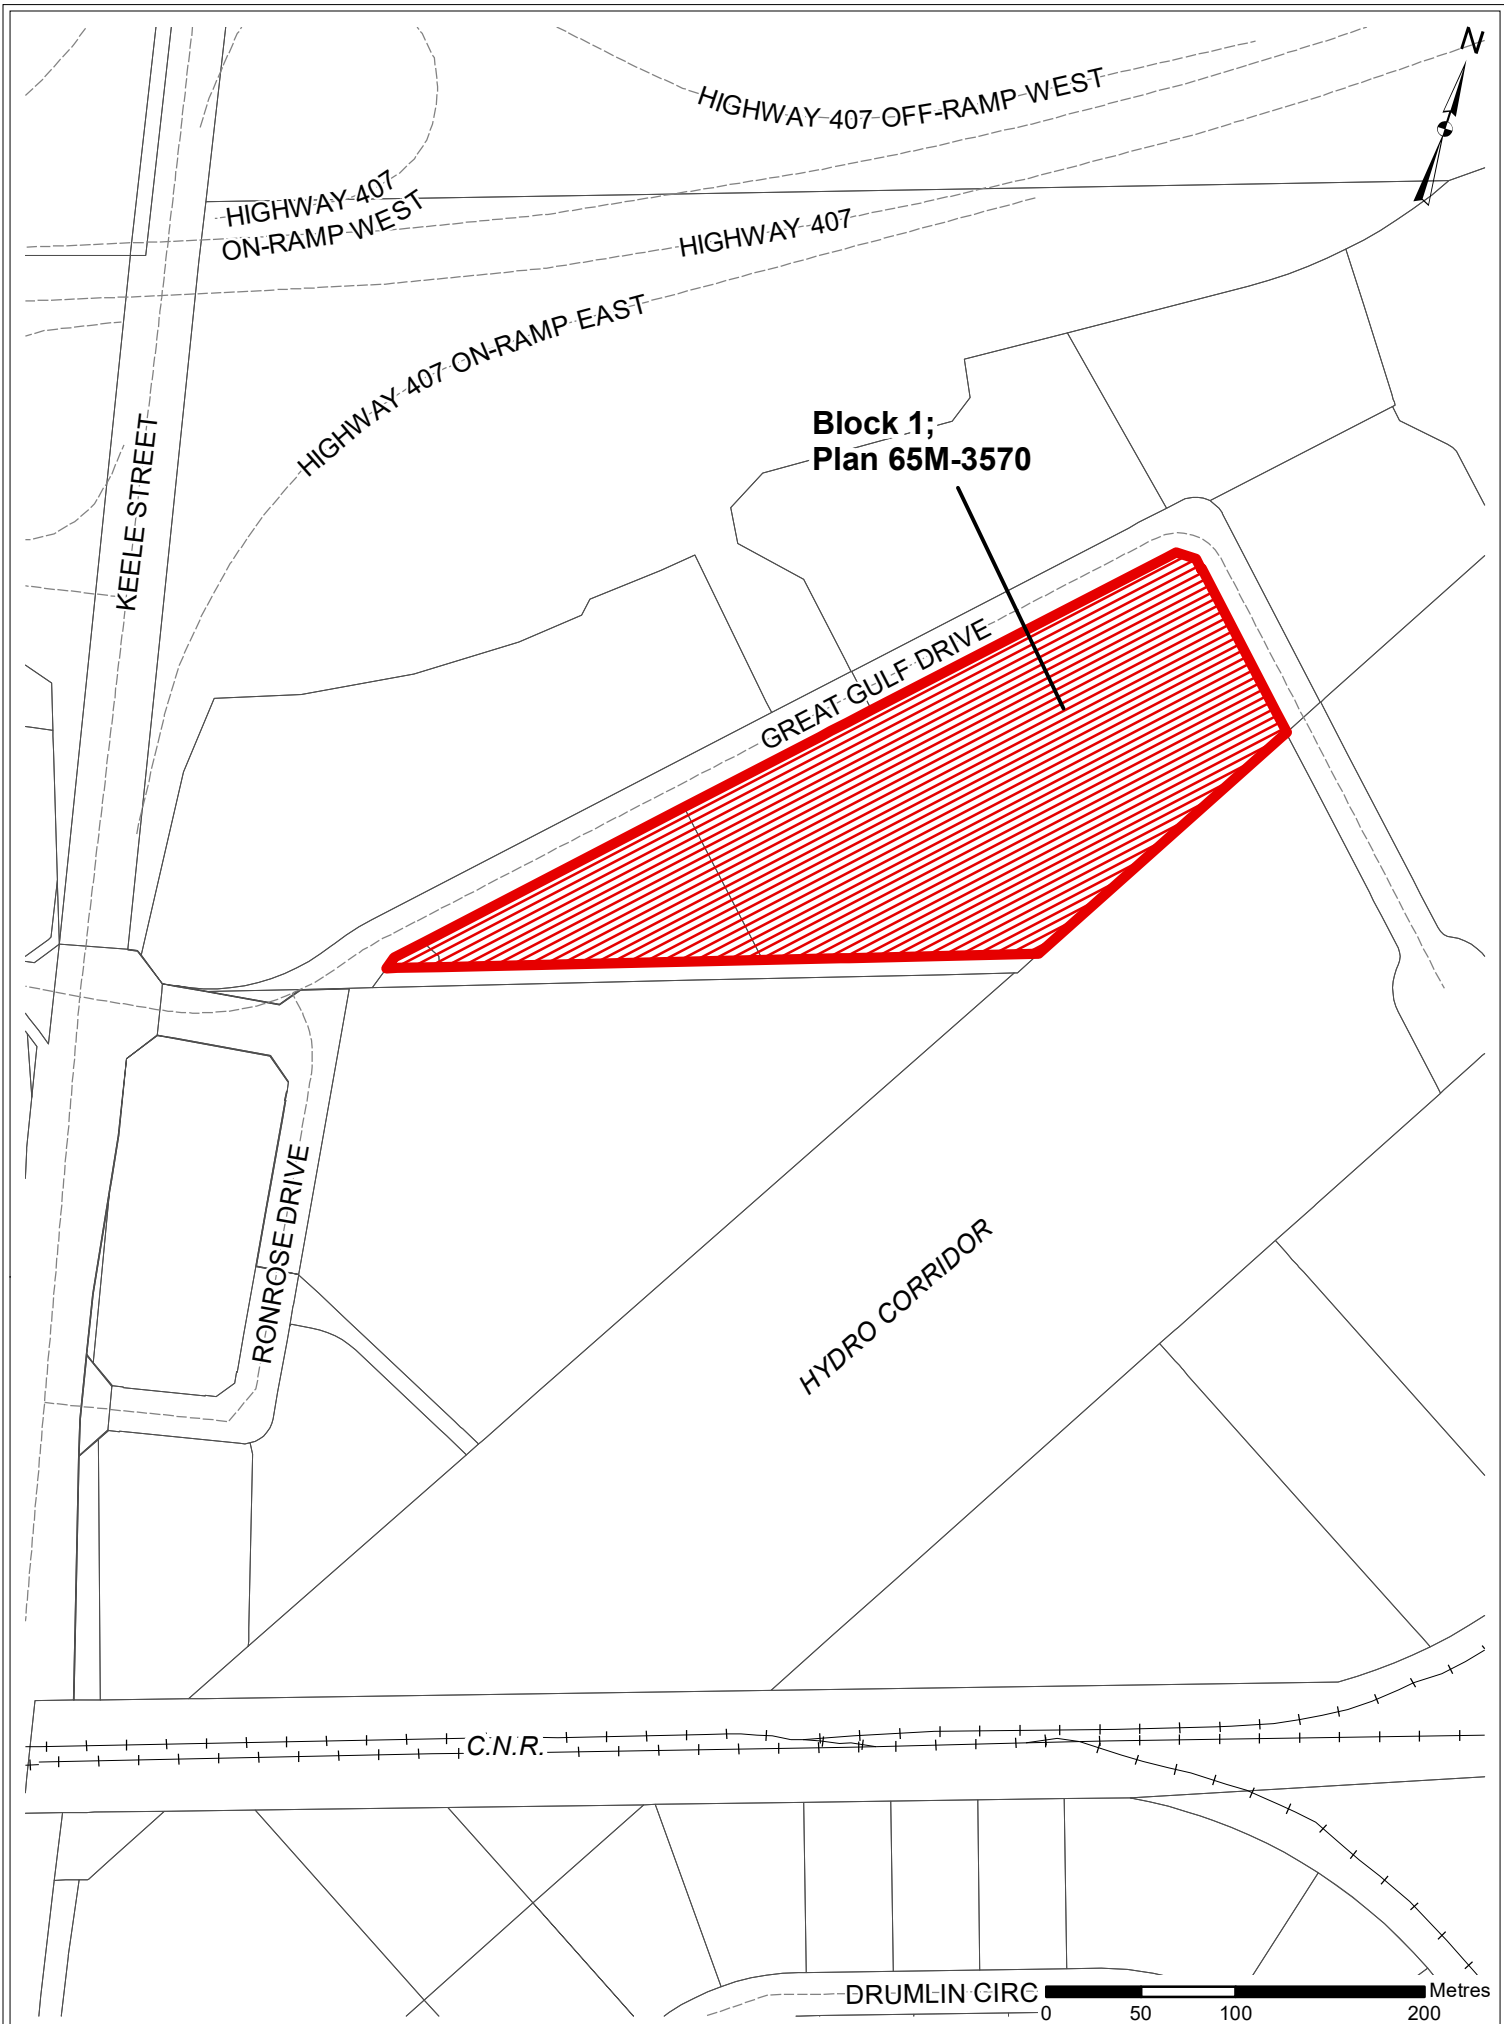 N
HIGHWAY 407 OFF-RAMP WEST
HIGHWAY 407
ON-RAMP WEST
HIGHWAY 407
HIGHWAY 407 ON-RAMP EAST
KEELE STREET
Block 1;
Plan 65M-3570
GREAT GULF DRIVE
RONROSE DRIVE
HYDRO CORRIDOR
C.N.R.
DRUMLIN CIRC
Metres
0 50 100 200